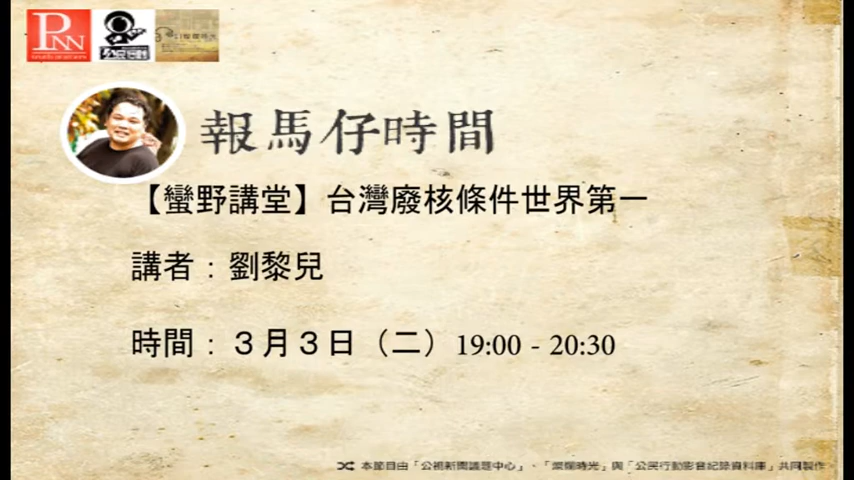 PNN
報馬仔時間
【蠻野講堂】台灣廢核條件世界第一
講者：劉黎兒
時間：３月３日（二）19:00 - 20:30
本節目由「公視新聞議題中心」、「燦爛時光」與「公民行動影音紀錄資料庫」共同製作